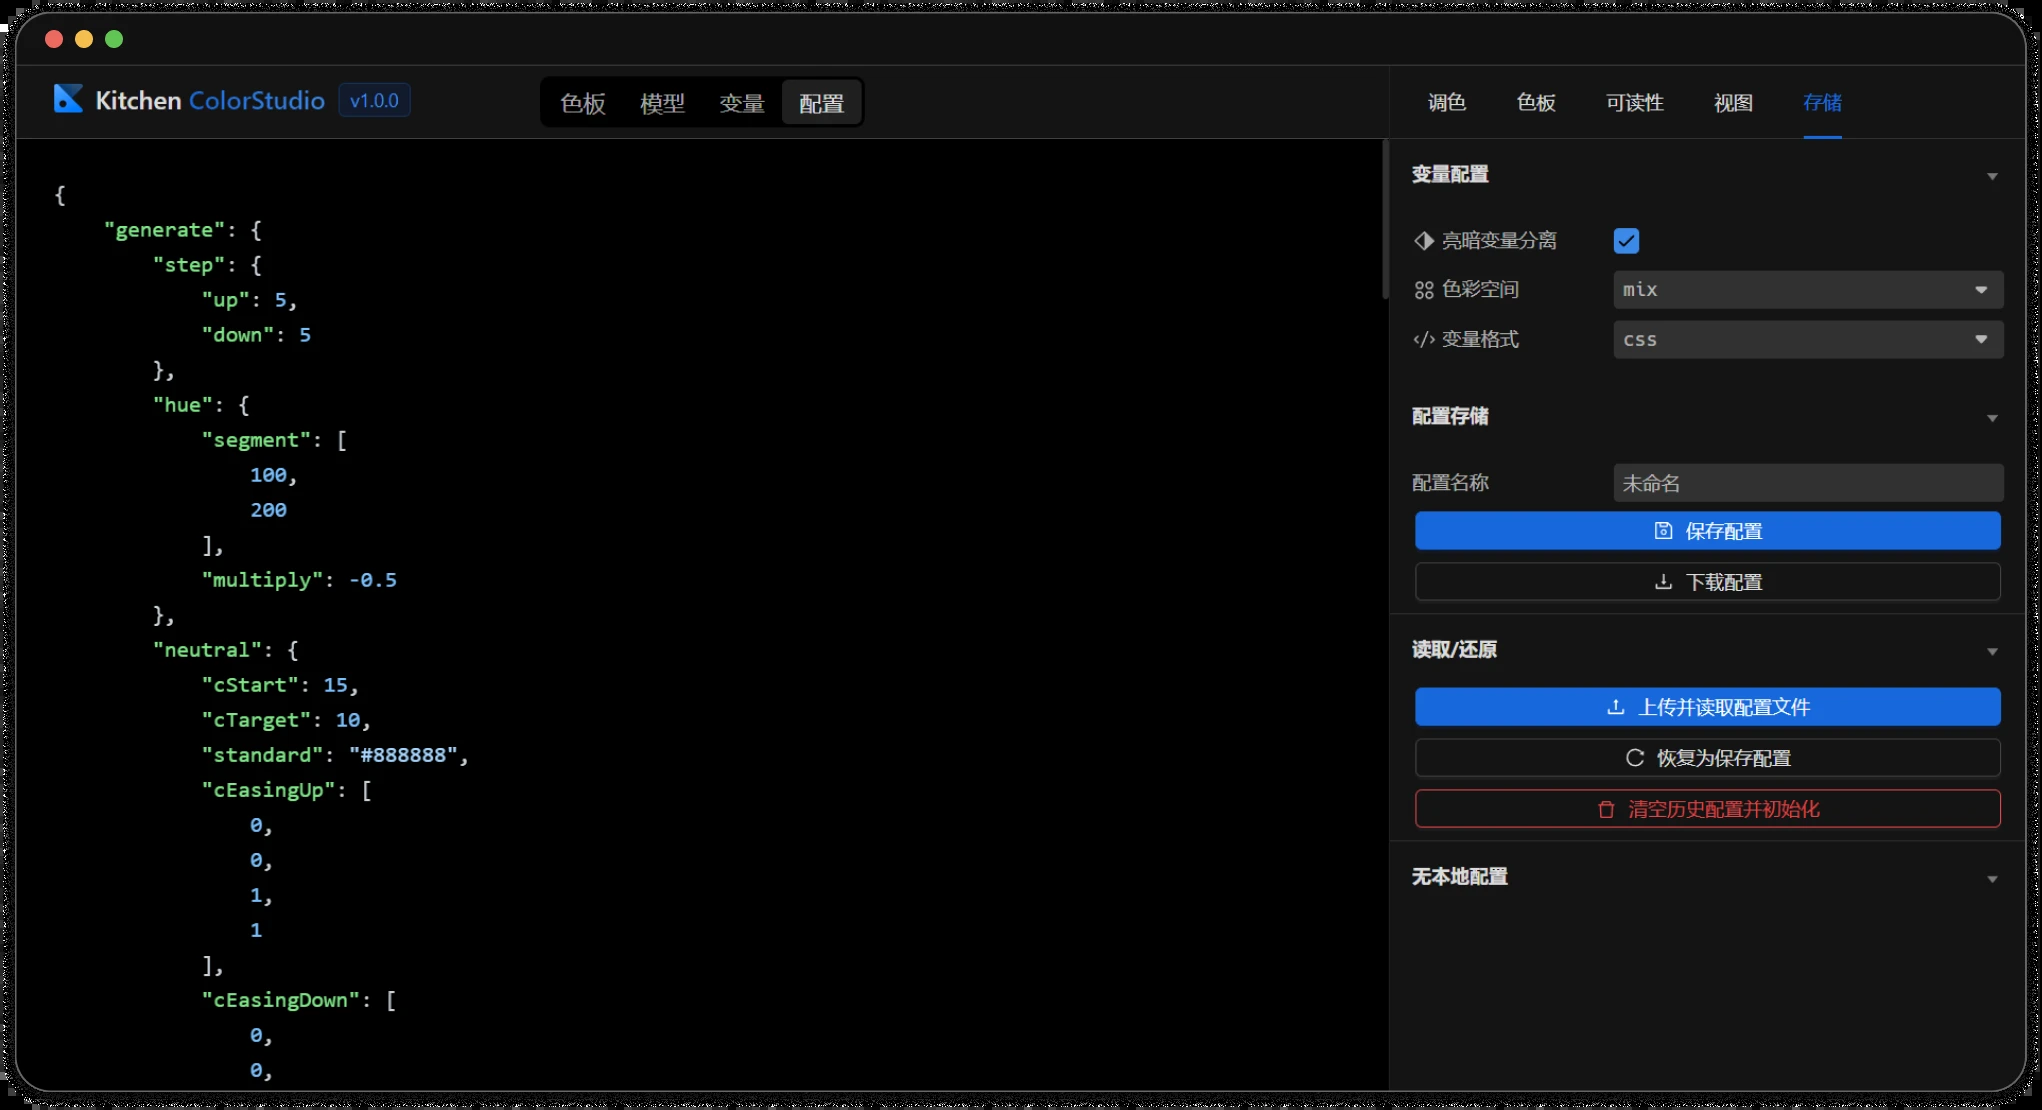 Kitchen ColorStudio v1.0.0
色板 模型 变量 配置
调色 色板 可读性 视图 存储
{
"generate": {
"step": {
"up": 5,
"down": 5
},
"hue": {
"segment": [
100,
200
],
"multiply": -0.5
},
"neutral": {
"cStart": 15,
"cTarget": 10,
"standard": "#888888",
"cEasingUp": [
0,
0,
1,
1
],
"cEasingDown": [
0,
0,
变量配置
亮暗变量分离
色彩空间 mix
变量格式 css
配置存储
配置名称 未命名
保存配置
下载配置
读取/还原
上传并读取配置文件
恢复为保存配置
清空历史配置并初始化
无本地配置